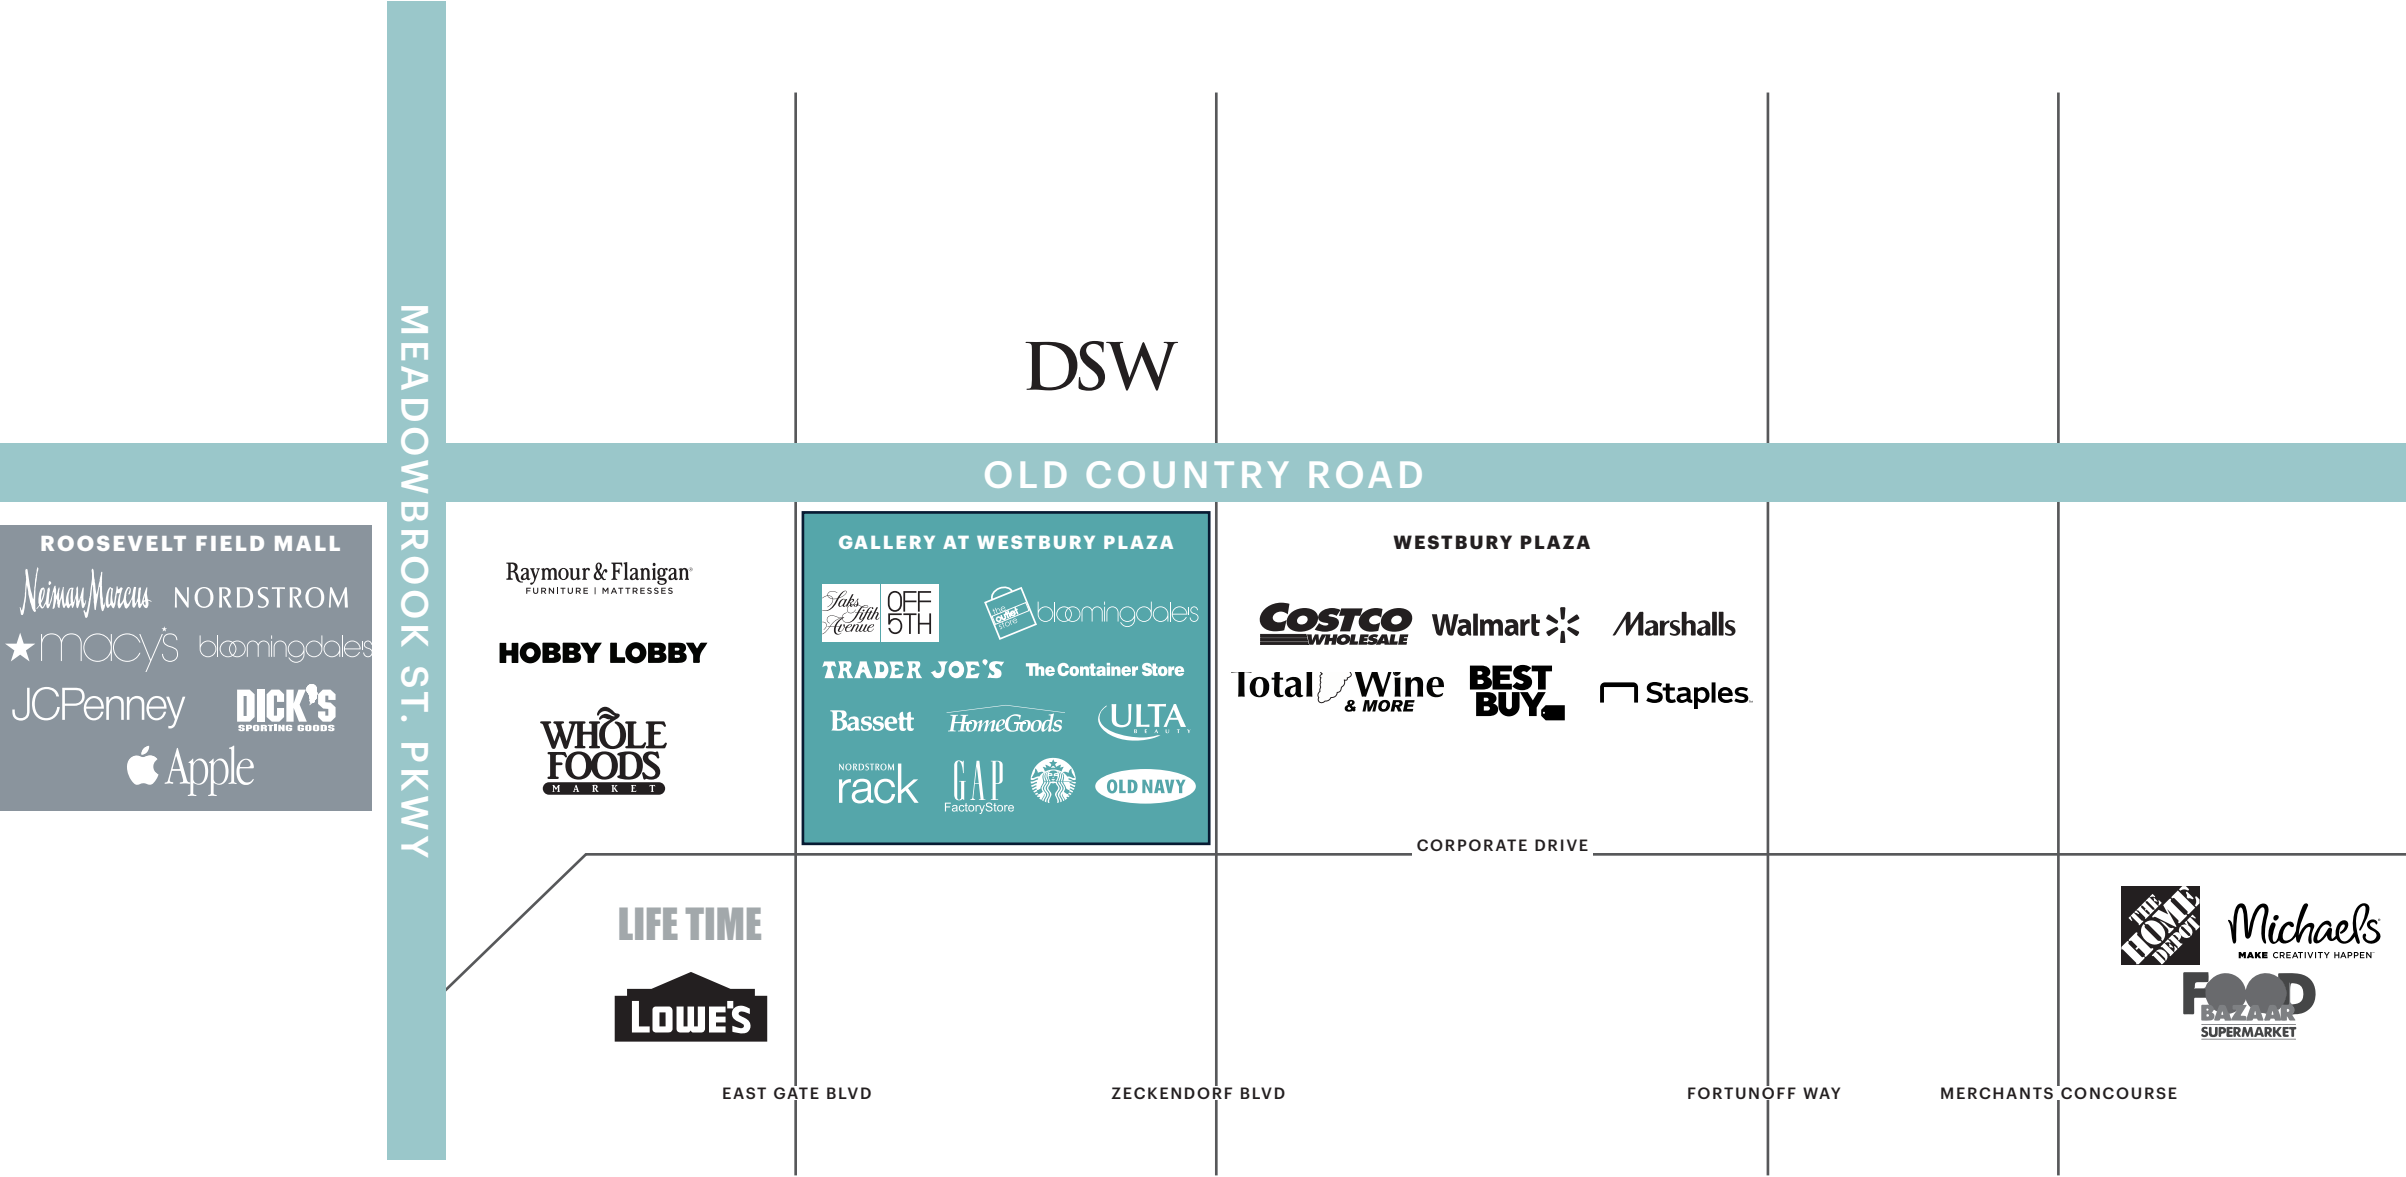 MEADOWBROOK ST. PKWY
DSW
OLD COUNTRY ROAD
ROOSEVELT FIELD MALL
Neiman Marcus
NORDSTROM
macy's
bloomingdale's
JCPenney
DICK'S
SPORTING GOODS
Apple
Raymour & Flanigan®
FURNITURE | MATTRESSES
HOBBY LOBBY
WHOLE
FOODS
MARKET
GALLERY AT WESTBURY PLAZA
Saks
fifth
Avenue
OFF
5TH
the
outlet
store
bloomingdale's
TRADER JOE'S
The Container Store
Bassett
HomeGoods
ULTA
BEAUTY
NORDSTROM
rack
GAP
FactoryStore
OLD NAVY
WESTBURY PLAZA
COSTCO
WHOLESALE
Walmart
Marshalls
Total Wine
& MORE
BEST
BUY
Staples
CORPORATE DRIVE
LIFE TIME
LOWE'S
THE
HOME
DEPOT
Michaels
MAKE CREATIVITY HAPPEN
FOOD
BAZAAR
SUPERMARKET
EAST GATE BLVD
ZECKENDORF BLVD
FORTUNOFF WAY
MERCHANTS CONCOURSE